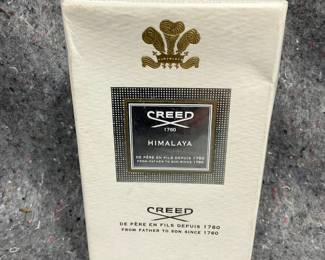 CREED
1760
HIMALAYA
DE PÈRE EN FILS DEPUIS 1760
FROM FATHER TO SON SINCE 1760
CREED
DE PÈRE EN FILS DEPUIS 1760
FROM FATHER TO SON SINCE 1760